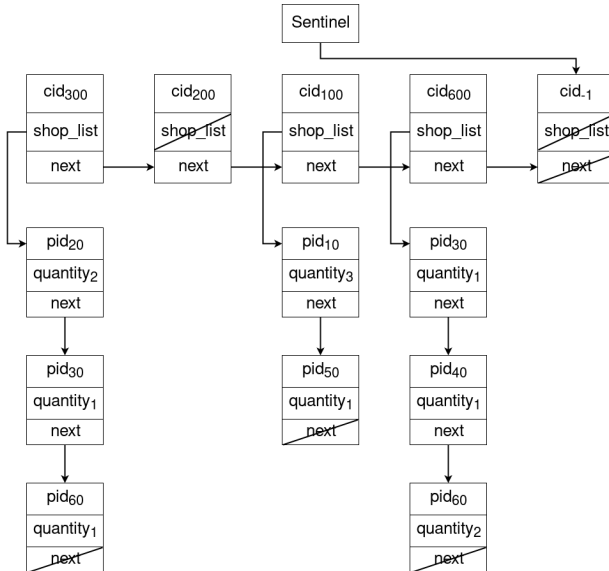 Sentinel
cid300 cid200 cid100 cid600 cid-1
shop_list shop_list shop_list shop_list shop_list
next next next next next
pid20 pid10 pid30
quantity2 quantity3 quantity1
next next next
pid30 pid50 pid40
quantity1 quantity1 quantity1
next next next
pid60 pid60
quantity1 quantity2
next next